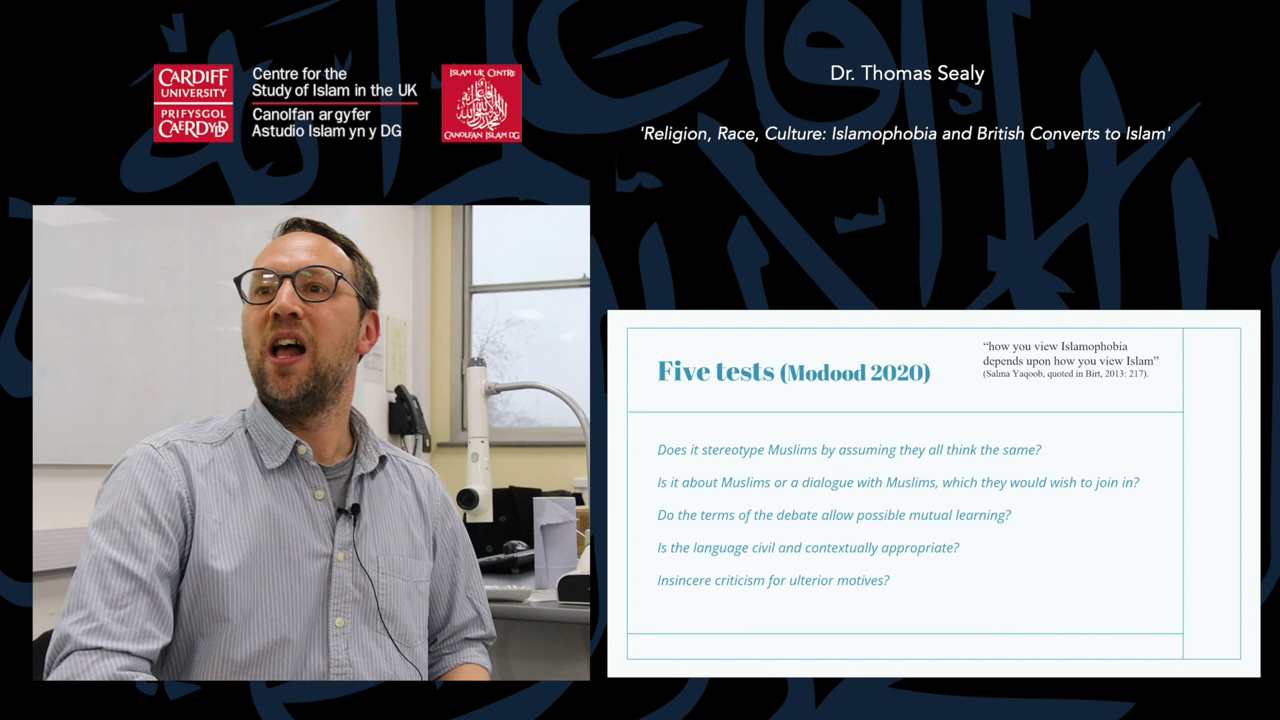 CARDIFF
UNIVERSITY
PRIFYSGOL
CAERDYDD
Centre for the
Study of Islam in the UK
Canolfan ar gyfer
Astudio Islam yn y DG
ISLAM UK CENTRE
CANOLFAN ISLAM DG
Dr. Thomas Sealy
'Religion, Race, Culture: Islamophobia and British Converts to Islam'
Five tests (Modood 2020)
“how you view Islamophobia
depends upon how you view Islam”
(Salma Yaqoob, quoted in Birt, 2013: 217).
Does it stereotype Muslims by assuming they all think the same?
Is it about Muslims or a dialogue with Muslims, which they would wish to join in?
Do the terms of the debate allow possible mutual learning?
Is the language civil and contextually appropriate?
Insincere criticism for ulterior motives?